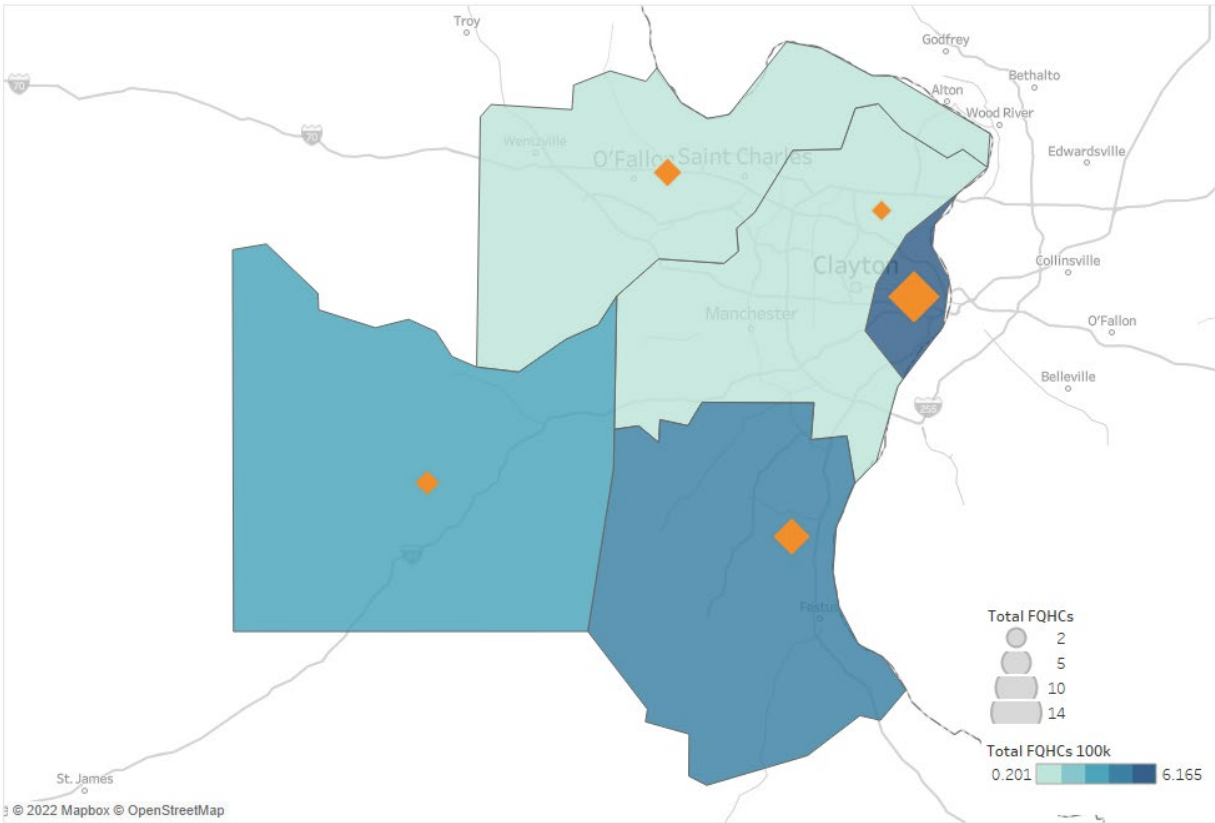 Troy
Godfrey
Bethalto
Alton
Wood River
70
70
Wentzville
O'Fallon Saint Charles
Edwardsville
Clayton
Collinsville
Manchester
O'Fallon
Belleville
255
Festus
Total FQHCs
2
5
10
14
Total FQHCs 100k
0.201 6.165
St. James
© 2022 Mapbox © OpenStreetMap